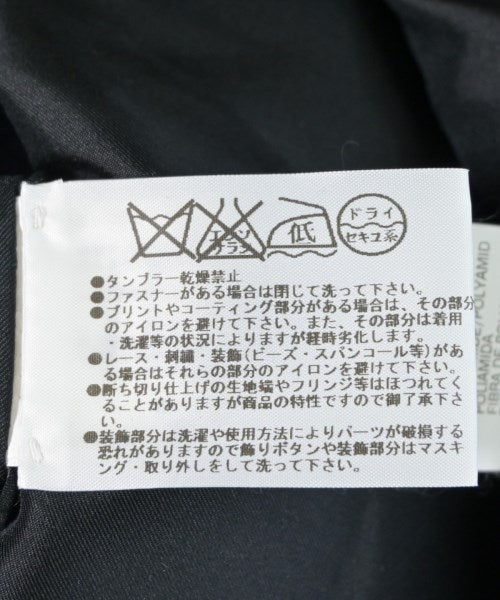 エンソ
サラシ
低
ドライ
セキユ系
●タンブラー乾燥禁止
●ファスナーがある場合は閉じて洗って下さい。
●プリントやコーティング部分がある場合は、その部分
のアイロンを避けて下さい。また、その部分は着用
・洗濯等の状況によりますが経時劣化します。
●レース・刺繍・装飾(ビーズ・スパンコール等)があ
る場合はそれらの部分のアイロンを避けて下さい。
●断ち切り仕上げの生地端やフリンジ等はほつれてく
ることがありますが商品の特性ですので御了承下さ
い。
●装飾部分は洗濯や使用方法によりパーツが破損する
恐れがありますので飾りボタンや装飾部分はマスキ
ング・取り外しをして洗って下さい。
/POLYAMID
POLIAMIDA